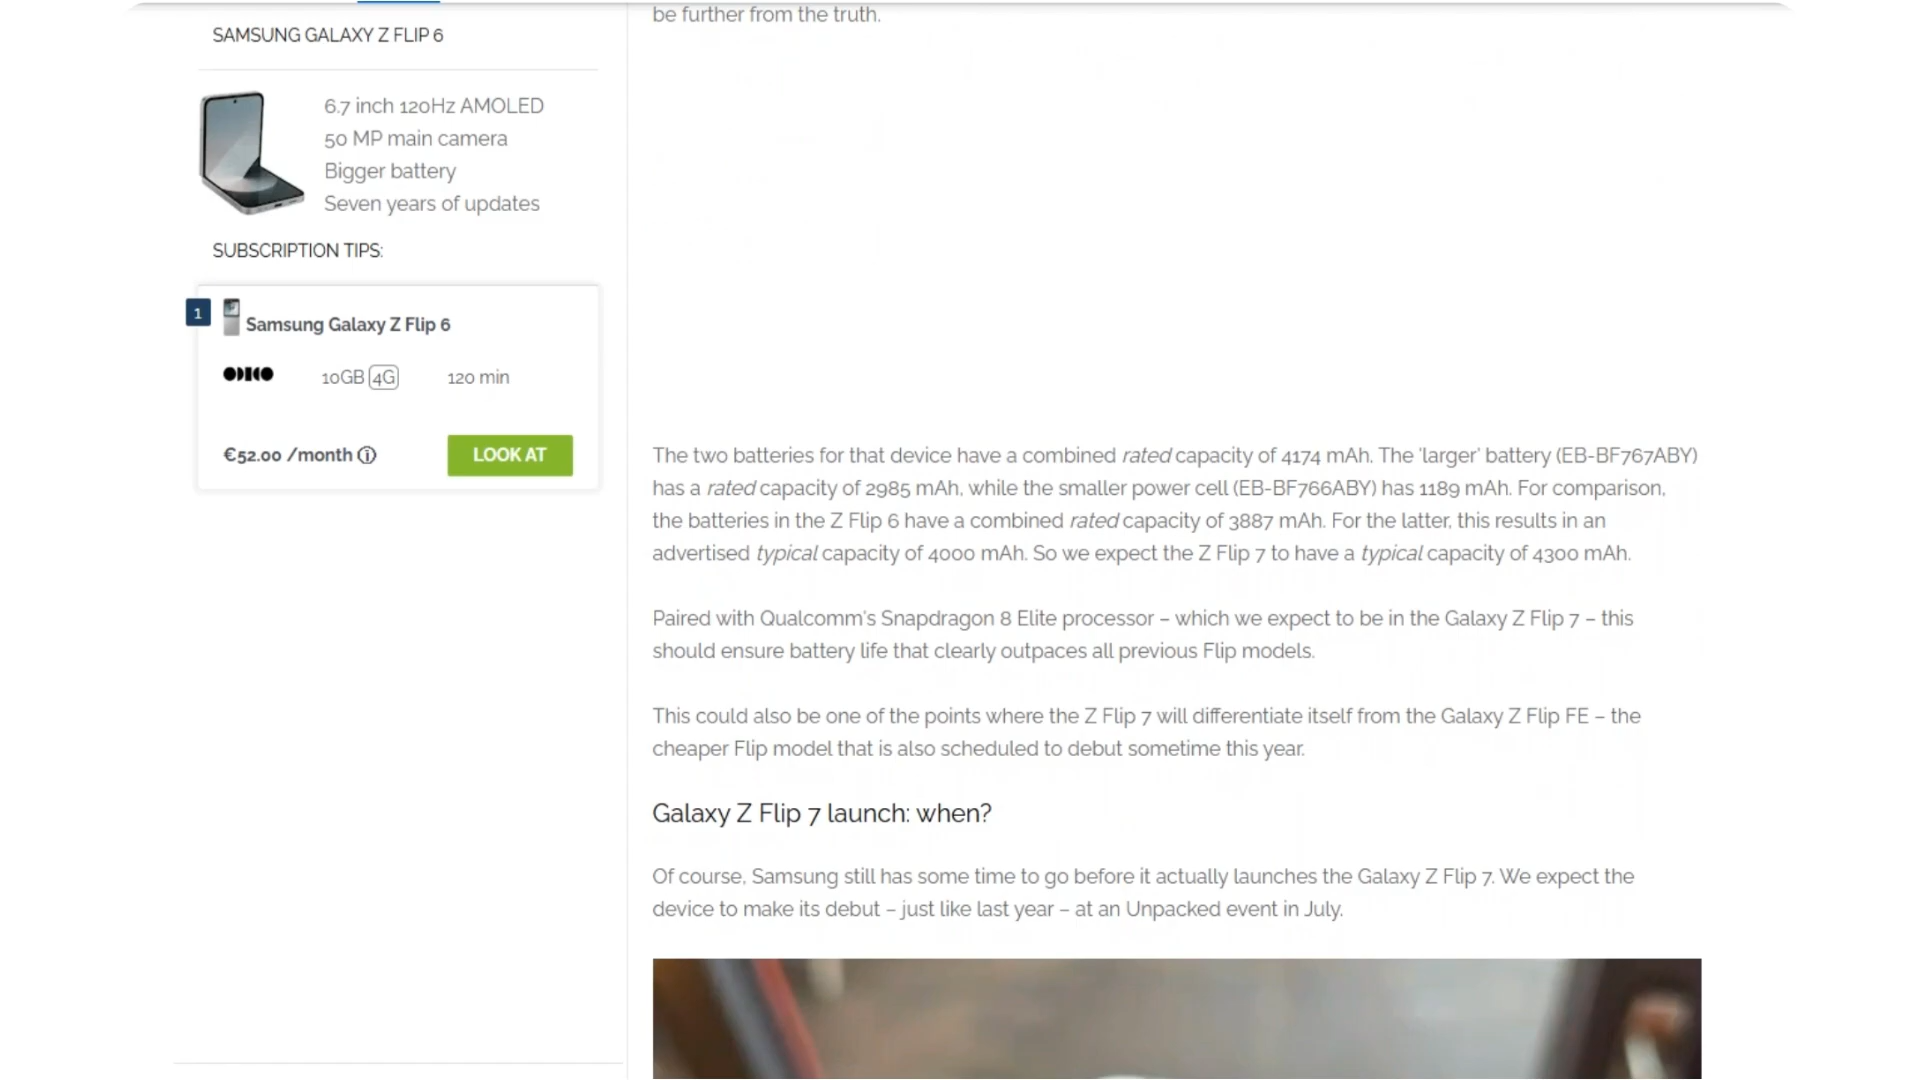 be further from the truth.
SAMSUNG GALAXY Z FLIP 6
6.7 inch 120Hz AMOLED
50 MP main camera
Bigger battery
Seven years of updates
SUBSCRIPTION TIPS:
1
Samsung Galaxy Z Flip 6
ODIDO
10GB 4G 120 min
€52.00 /month
LOOK AT
The two batteries for that device have a combined rated capacity of 4174 mAh. The 'larger' battery (EB-BF767ABY)
has a rated capacity of 2985 mAh, while the smaller power cell (EB-BF766ABY) has 1189 mAh. For comparison,
the batteries in the Z Flip 6 have a combined rated capacity of 3887 mAh. For the latter, this results in an
advertised typical capacity of 4000 mAh. So we expect the Z Flip 7 to have a typical capacity of 4300 mAh.
Paired with Qualcomm's Snapdragon 8 Elite processor – which we expect to be in the Galaxy Z Flip 7 – this
should ensure battery life that clearly outpaces all previous Flip models.
This could also be one of the points where the Z Flip 7 will differentiate itself from the Galaxy Z Flip FE – the
cheaper Flip model that is also scheduled to debut sometime this year.
Galaxy Z Flip 7 launch: when?
Of course, Samsung still has some time to go before it actually launches the Galaxy Z Flip 7. We expect the
device to make its debut – just like last year – at an Unpacked event in July.